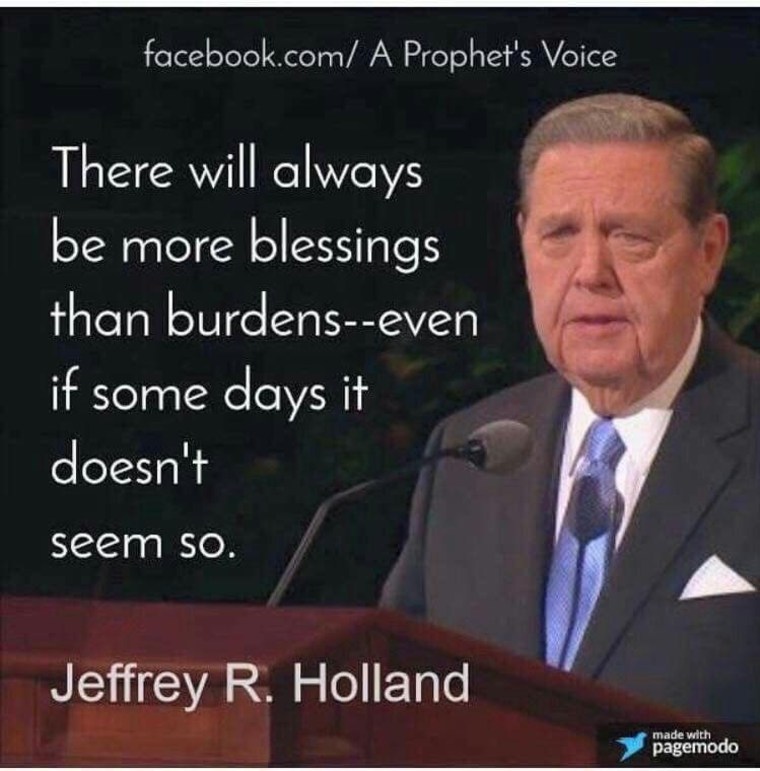 facebook.com/ A Prophet's Voice
There will always
be more blessings
than burdens--even
if some days it
doesn't
seem so.
Jeffrey R. Holland
made with
pagemodo